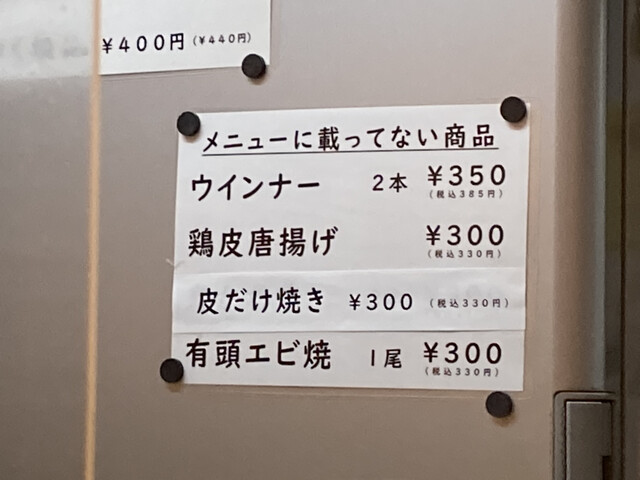 ¥400円 (¥440円)
メニューに載ってない商品
ウインナー 2本 ¥350
(税込385円)
鶏皮唐揚げ ¥300
(税込330円)
皮だけ焼き ¥300 (税込330円)
有頭エビ焼 1尾 ¥300
(税込330円)